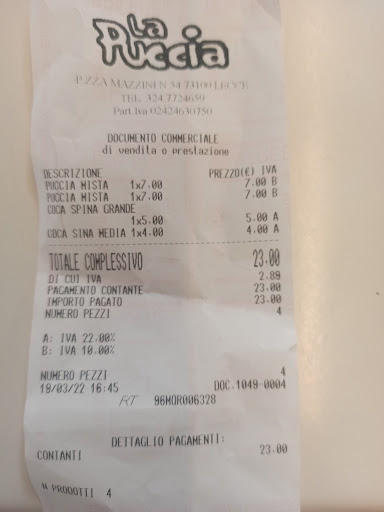 La
Puccia
P.ZZA MAZZINI N 54 73100 LECCE
TEL. 324.7724659
Part.Iva 02424630750
DOCUMENTO COMMERCIALE
di vendita o prestazione
DESCRIZIONE PREZZO(€) IVA
PUCCIA MISTA 1x7.00 7.00 B
PUCCIA MISTA 1x7.00 7.00 B
COCA SPINA GRANDE
1x5.00 5.00 A
COCA SINA MEDIA 1x4.00 4.00 A
TOTALE COMPLESSIVO 23.00
DI CUI IVA 2.89
PAGAMENTO CONTANTE 23.00
IMPORTO PAGATO 23.00
NUMERO PEZZI 4
A: IVA 22.00%
B: IVA 10.00%
NUMERO PEZZI 4
19/03/22 16:45 DOC.1049-0004
RT 96MQR006328
DETTAGLIO PAGAMENTI:
CONTANTI 23.00
N PRODOTTI 4